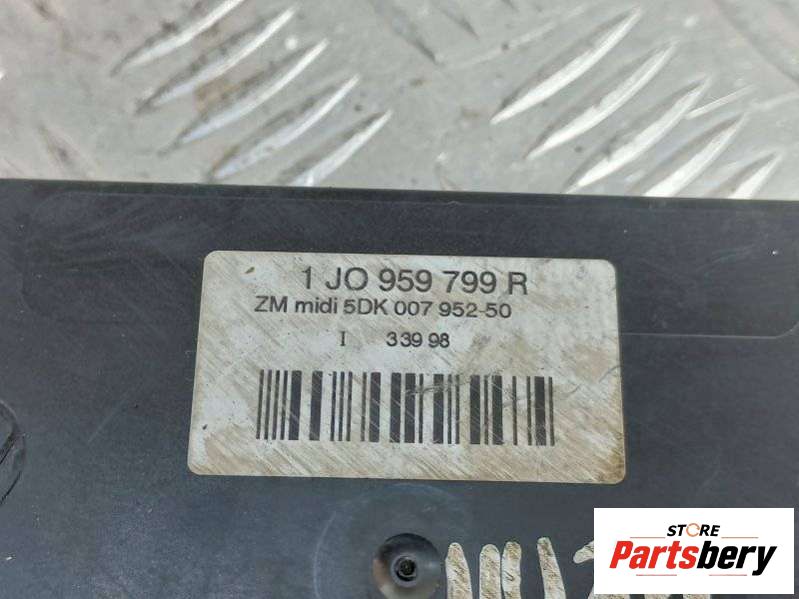 1 JO 959 799 R
ZM midi 5DK 007 952-50
I 33998
STORE
Partsbery